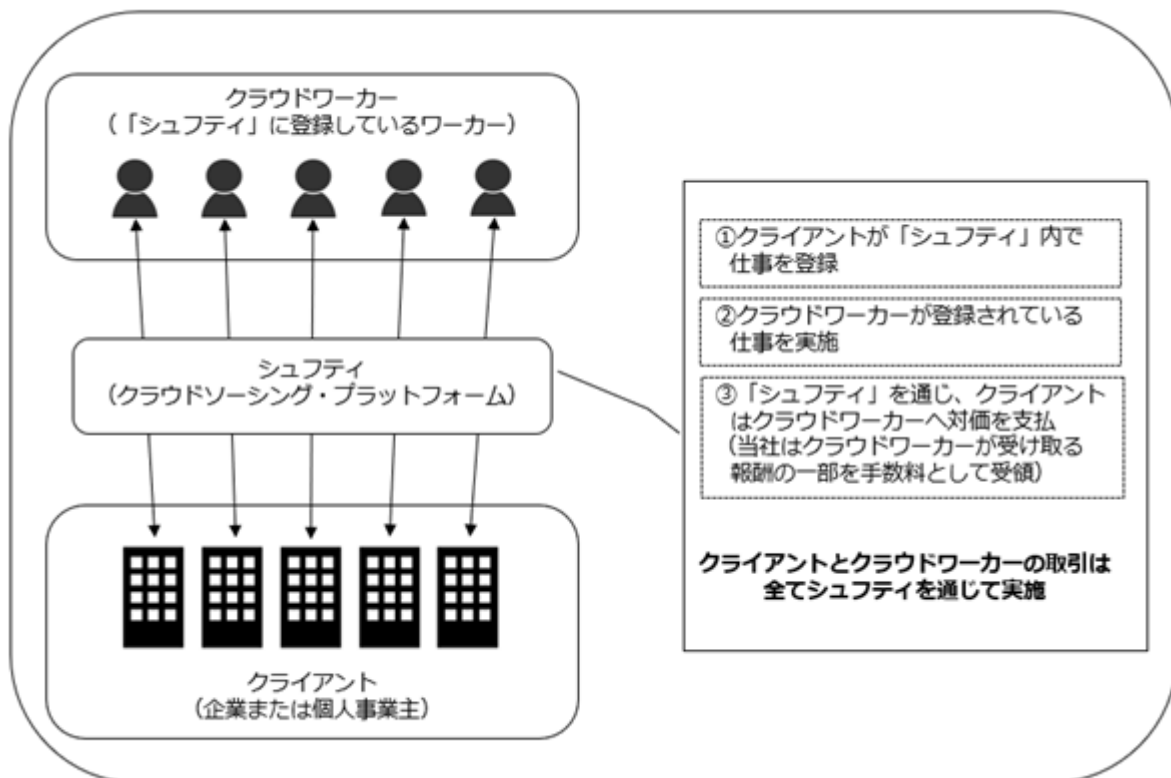 クラウドワーカー
（「シュフティ」に登録しているワーカー）
シュフティ
（クラウドソーシング・プラットフォーム）
クライアント
（企業または個人事業主）
①クライアントが「シュフティ」内で
仕事を登録
②クラウドワーカーが登録されている
仕事を実施
③「シュフティ」を通じ、クライアント
はクラウドワーカーへ対価を支払
（当社はクラウドワーカーが受け取る
報酬の一部を手数料として受領）
クライアントとクラウドワーカーの取引は
全てシュフティを通じて実施